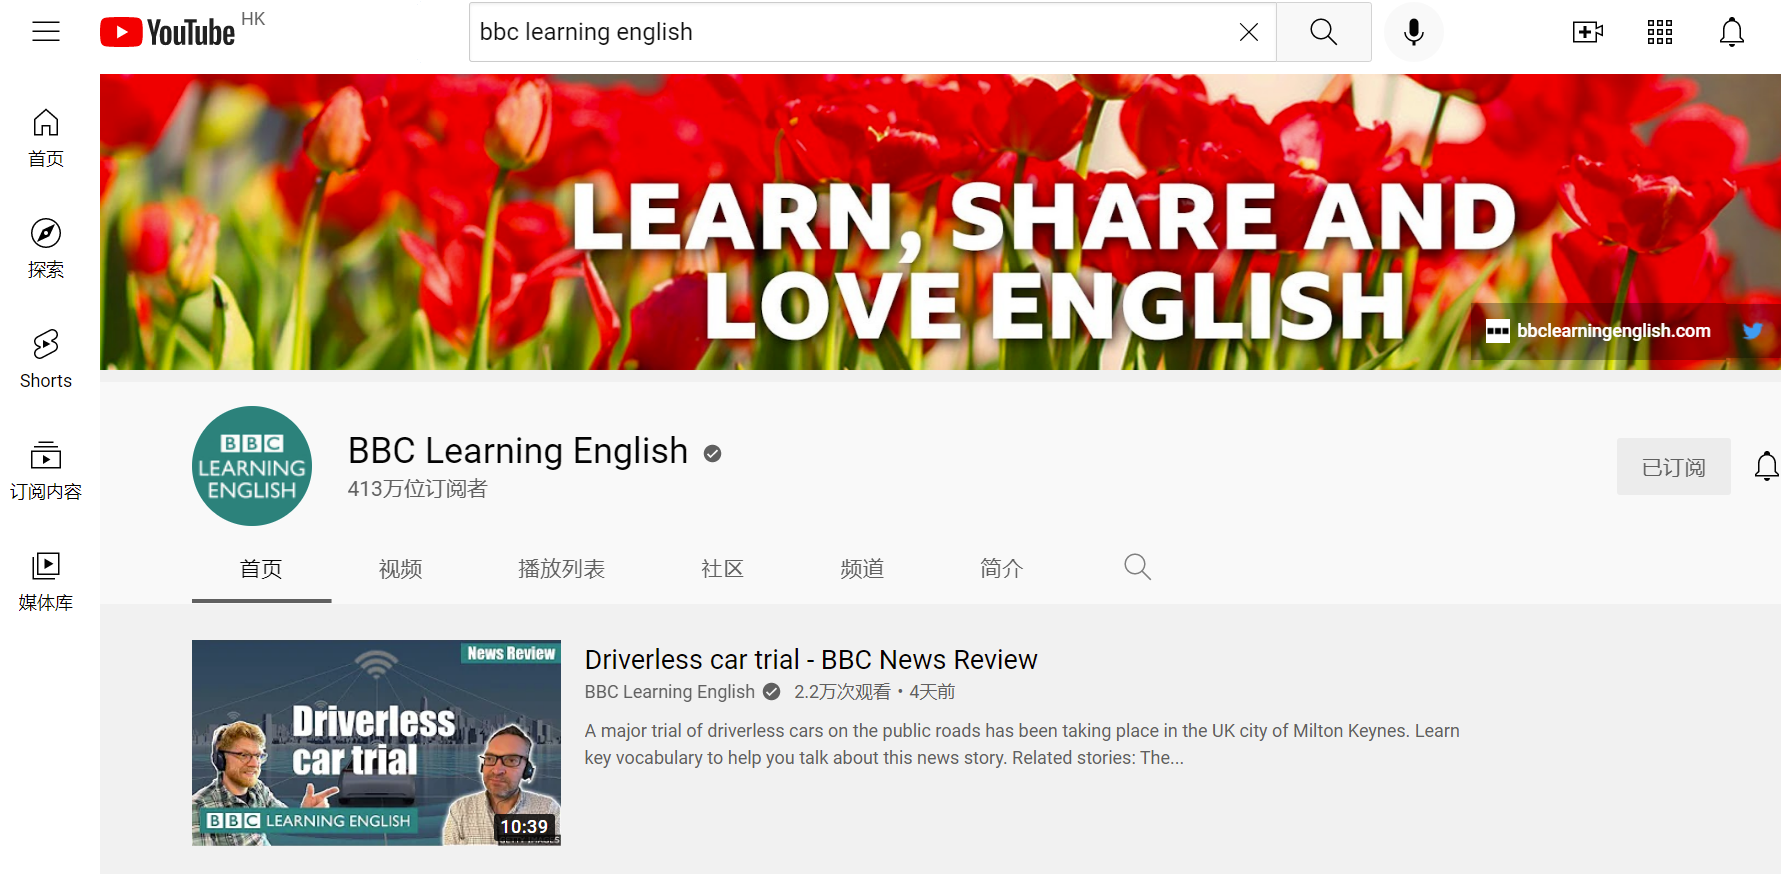 YouTube HK
bbc learning english
首页
探索
Shorts
订阅内容
媒体库
LEARN, SHARE AND
LOVE ENGLISH
bbclearningenglish.com
BBC
LEARNING
ENGLISH
BBC Learning English
413万位订阅者
已订阅
首页 视频 播放列表 社区 频道 简介
News Review
Driverless
car trial
BBC LEARNING ENGLISH
10:39
Driverless car trial - BBC News Review
BBC Learning English 2.2万次观看 • 4天前
A major trial of driverless cars on the public roads has been taking place in the UK city of Milton Keynes. Learn
key vocabulary to help you talk about this news story. Related stories: The...